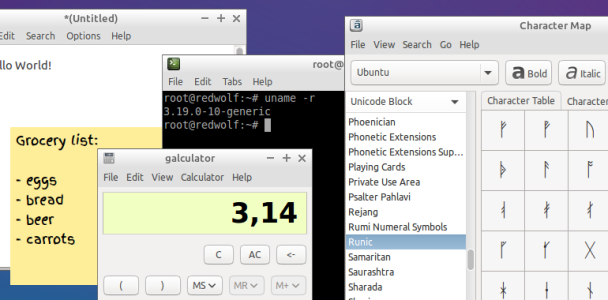 *(Untitled)
Edit Search Options Help
llo World!
Grocery list:
- eggs
- bread
- beer
- carrots
root@
File Edit Tabs Help
root@redwolf:~# uname -r
3.19.0-10-generic
root@redwolf:~#
galculator
File Edit View Calculator Help
3,14
C AC <-
( ) MS MR M+
Character Map
File View Search Go Help
Ubuntu
a Bold a Italic
Unicode Block
Phoenician
Phonetic Extensions
Phonetic Extensions Sup...
Playing Cards
Private Use Area
Psalter Pahlavi
Rejang
Rumi Numeral Symbols
Runic
Samaritan
Saurashtra
Sharada
Character Table Character
ᚠ ᚡ ᚢ